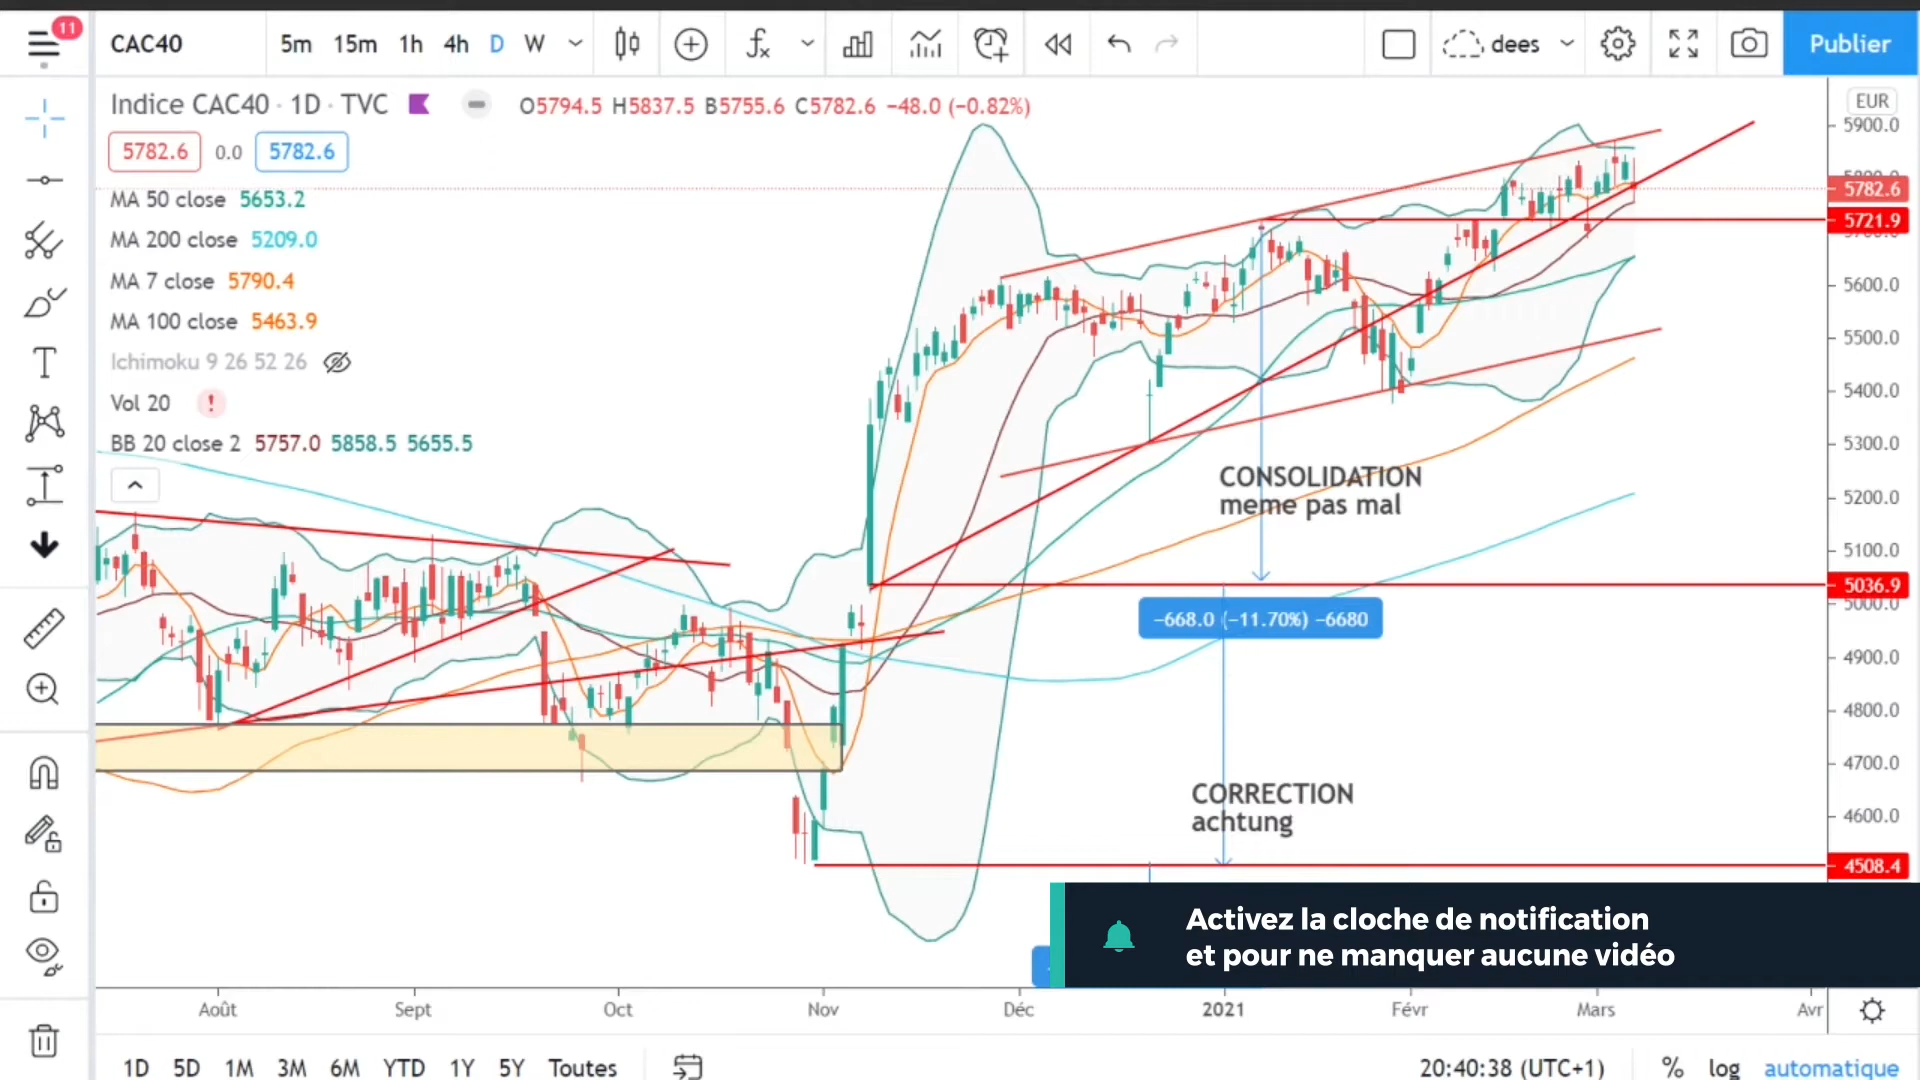 11
CAC40 5m 15m 1h 4h D W dees Publier
Indice CAC40 · 1D · TVC O5794.5 H5837.5 B5755.6 C5782.6 −48.0 (−0.82%)
EUR
5782.6 0.0 5782.6
MA 50 close 5653.2
MA 200 close 5209.0
MA 7 close 5790.4
MA 100 close 5463.9
Ichimoku 9 26 52 26
Vol 20 !
BB 20 close 2 5757.0 5858.5 5655.5
5900.0
5782.6
5721.9
5600.0
5500.0
5400.0
5300.0
5200.0
5100.0
5036.9
5000.0
4900.0
4800.0
4700.0
4600.0
4508.4
CONSOLIDATION
meme pas mal
−668.0 (−11.70%) −6680
CORRECTION
achtung
Activez la cloche de notification
et pour ne manquer aucune vidéo
Août Sept Oct Nov Déc 2021 Févr Mars Avr
1D 5D 1M 3M 6M YTD 1Y 5Y Toutes 20:40:38 (UTC+1) % log automatique